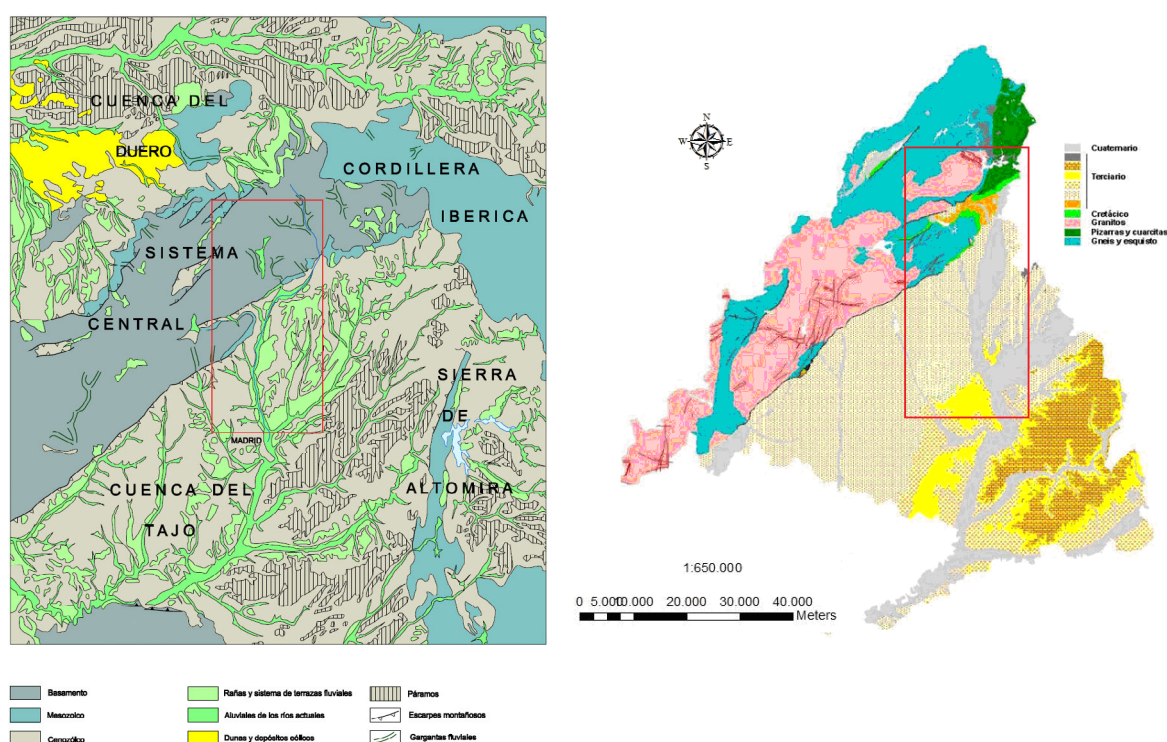 CUENCA DEL
DUERO
CORDILLERA
IBERICA
SISTEMA
CENTRAL
SIERRA
DE
ALTOMIRA
MADRID
CUENCA DEL
TAJO
Basamento
Mesozoico
Cenozóico
Rañas y sistema de terrazas fluviales
Aluviales de los ríos actuales
Dunas y depósitos eólicos
Páramos
Escarpes montañosos
Gargantas fluviales
N
W E
S
Cuaternario
Terciario
Cretácico
Granitos
Pizarras y cuarcitas
Gneis y esquisto
1:650.000
0 5.000 10.000 20.000 30.000 40.000
Meters